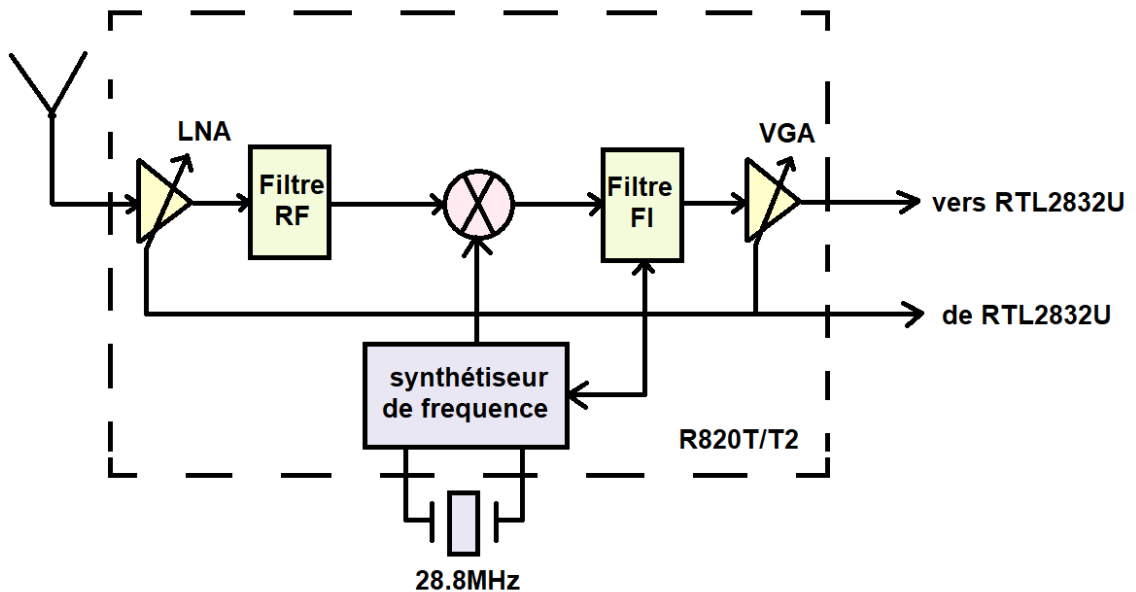 LNA
VGA
Filtre
RF
Filtre
FI
vers RTL2832U
de RTL2832U
synthétiseur
de frequence
R820T/T2
28.8MHz